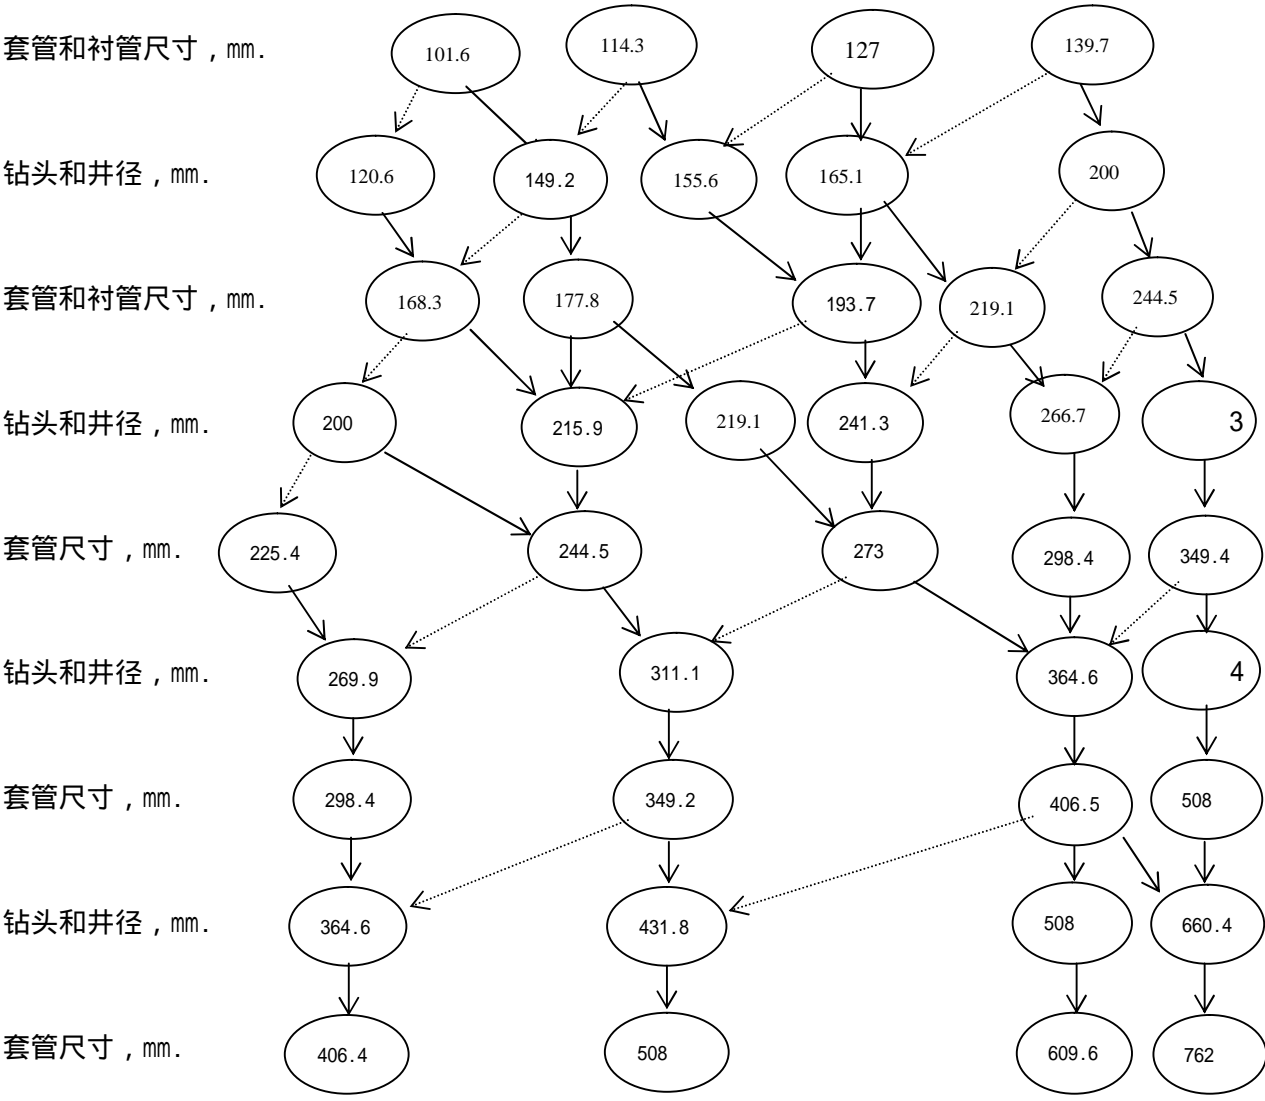 套管和衬管尺寸，mm. 101.6 114.3 127 139.7
钻头和井径，mm. 120.6 149.2 155.6 165.1 200
套管和衬管尺寸，mm. 168.3 177.8 193.7 219.1 244.5
钻头和井径，mm. 200 215.9 219.1 241.3 266.7 3
套管尺寸，mm. 225.4 244.5 273 298.4 349.4
钻头和井径，mm. 269.9 311.1 364.6 4
套管尺寸，mm. 298.4 349.2 406.5 508
钻头和井径，mm. 364.6 431.8 508 660.4
套管尺寸，mm. 406.4 508 609.6 762